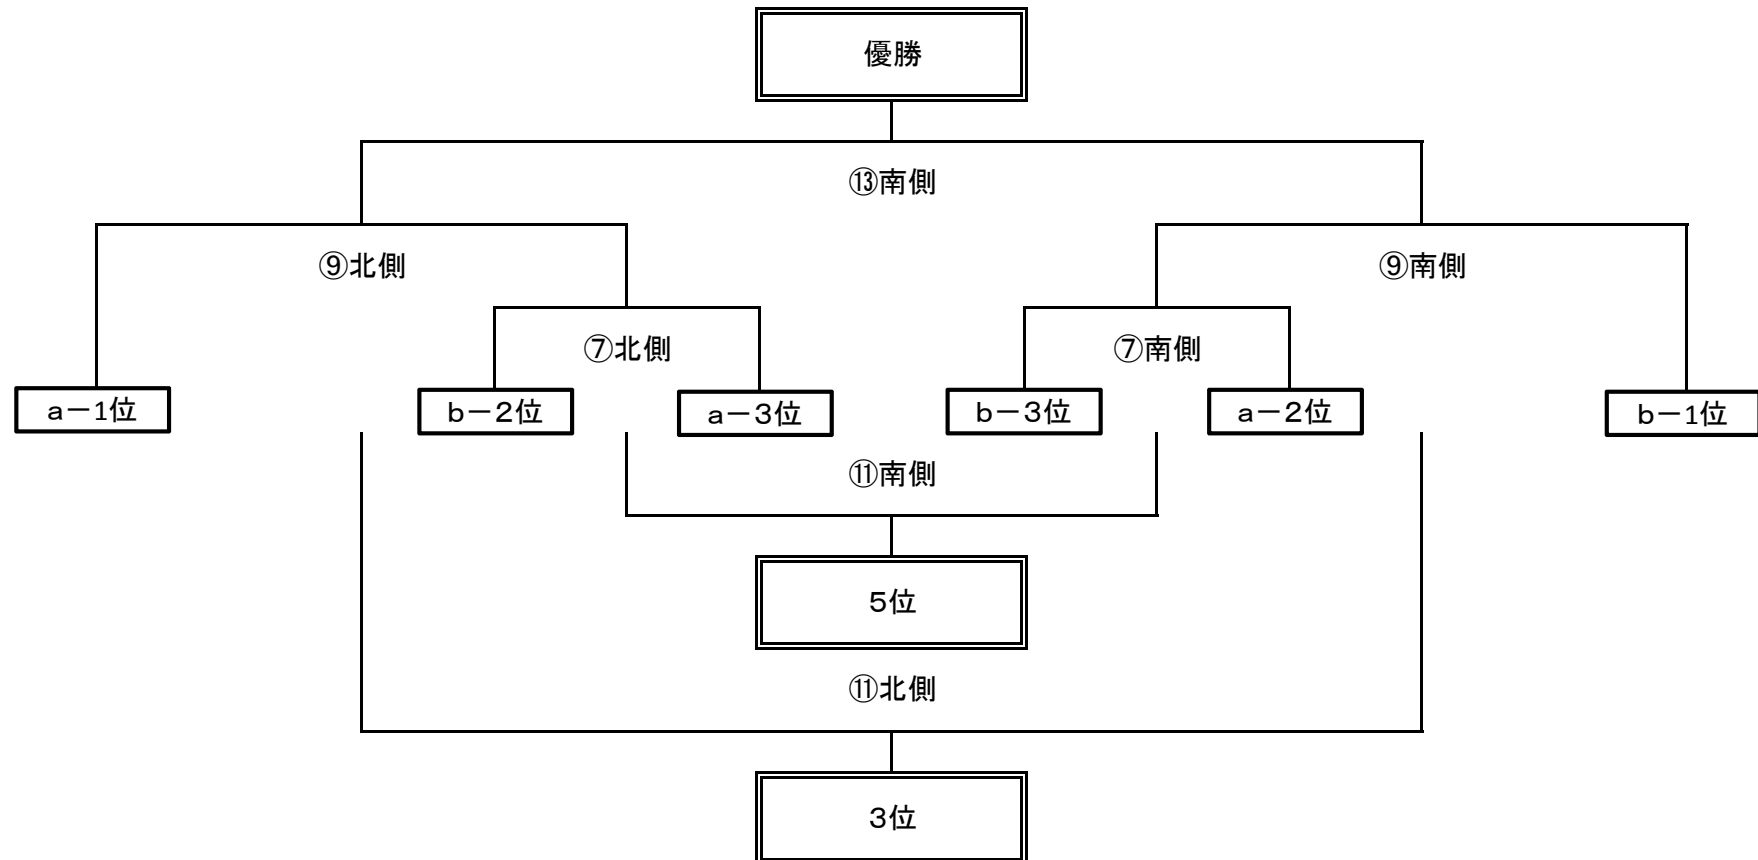 優勝
⑬南側
⑨北側
⑨南側
⑦北側
⑦南側
a－1位
b－2位
a－3位
b－3位
a－2位
b－1位
⑪南側
5位
⑪北側
3位